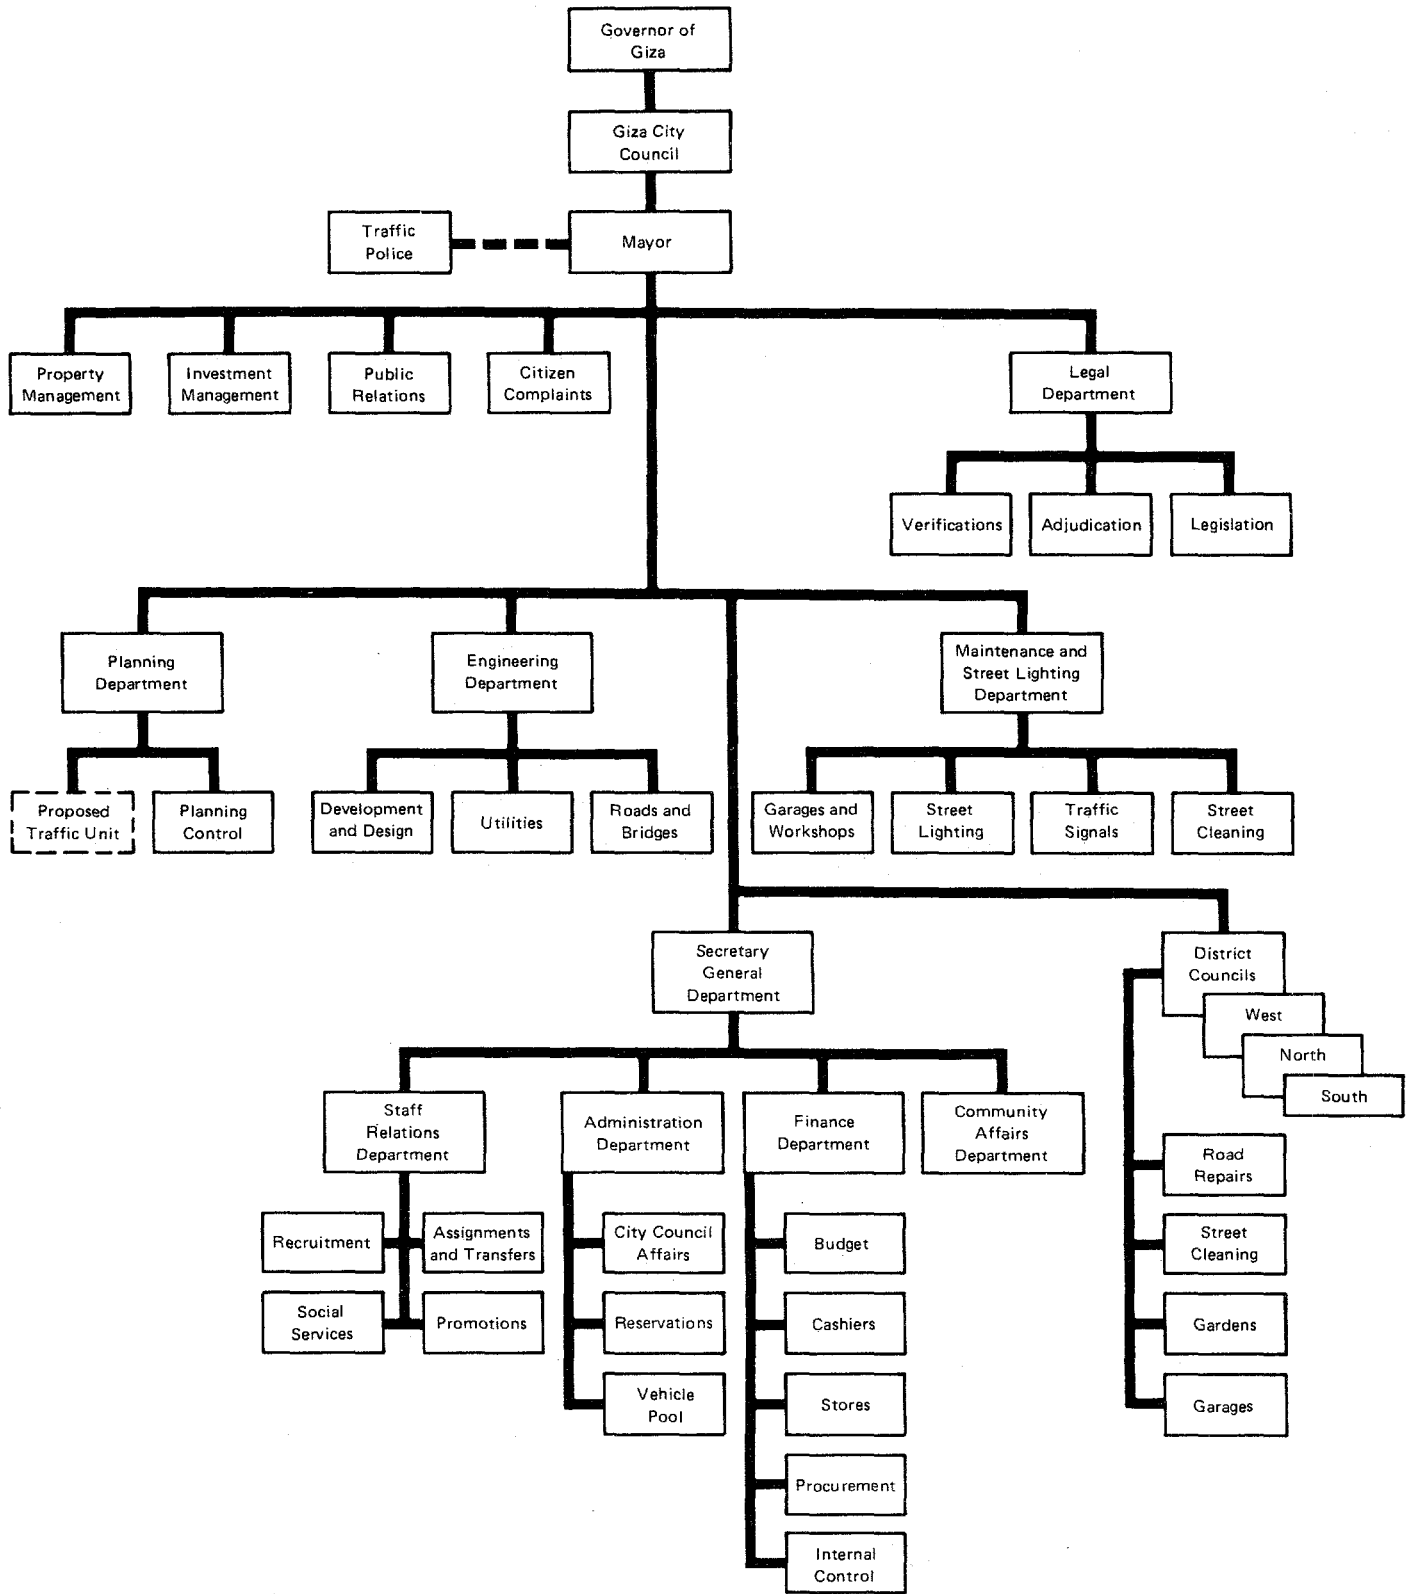 Governor of
Giza
Giza City
Council
Traffic
Police
Mayor
Property
Management
Investment
Management
Public
Relations
Citizen
Complaints
Legal
Department
Verifications
Adjudication
Legislation
Planning
Department
Engineering
Department
Maintenance and
Street Lighting
Department
Proposed
Traffic Unit
Planning
Control
Development
and Design
Utilities
Roads and
Bridges
Garages and
Workshops
Street
Lighting
Traffic
Signals
Street
Cleaning
Secretary
General
Department
District
Councils
West
North
South
Staff
Relations
Department
Administration
Department
Finance
Department
Community
Affairs
Department
Recruitment
Assignments
and Transfers
Social
Services
Promotions
City Council
Affairs
Reservations
Vehicle
Pool
Budget
Cashiers
Stores
Procurement
Internal
Control
Road
Repairs
Street
Cleaning
Gardens
Garages